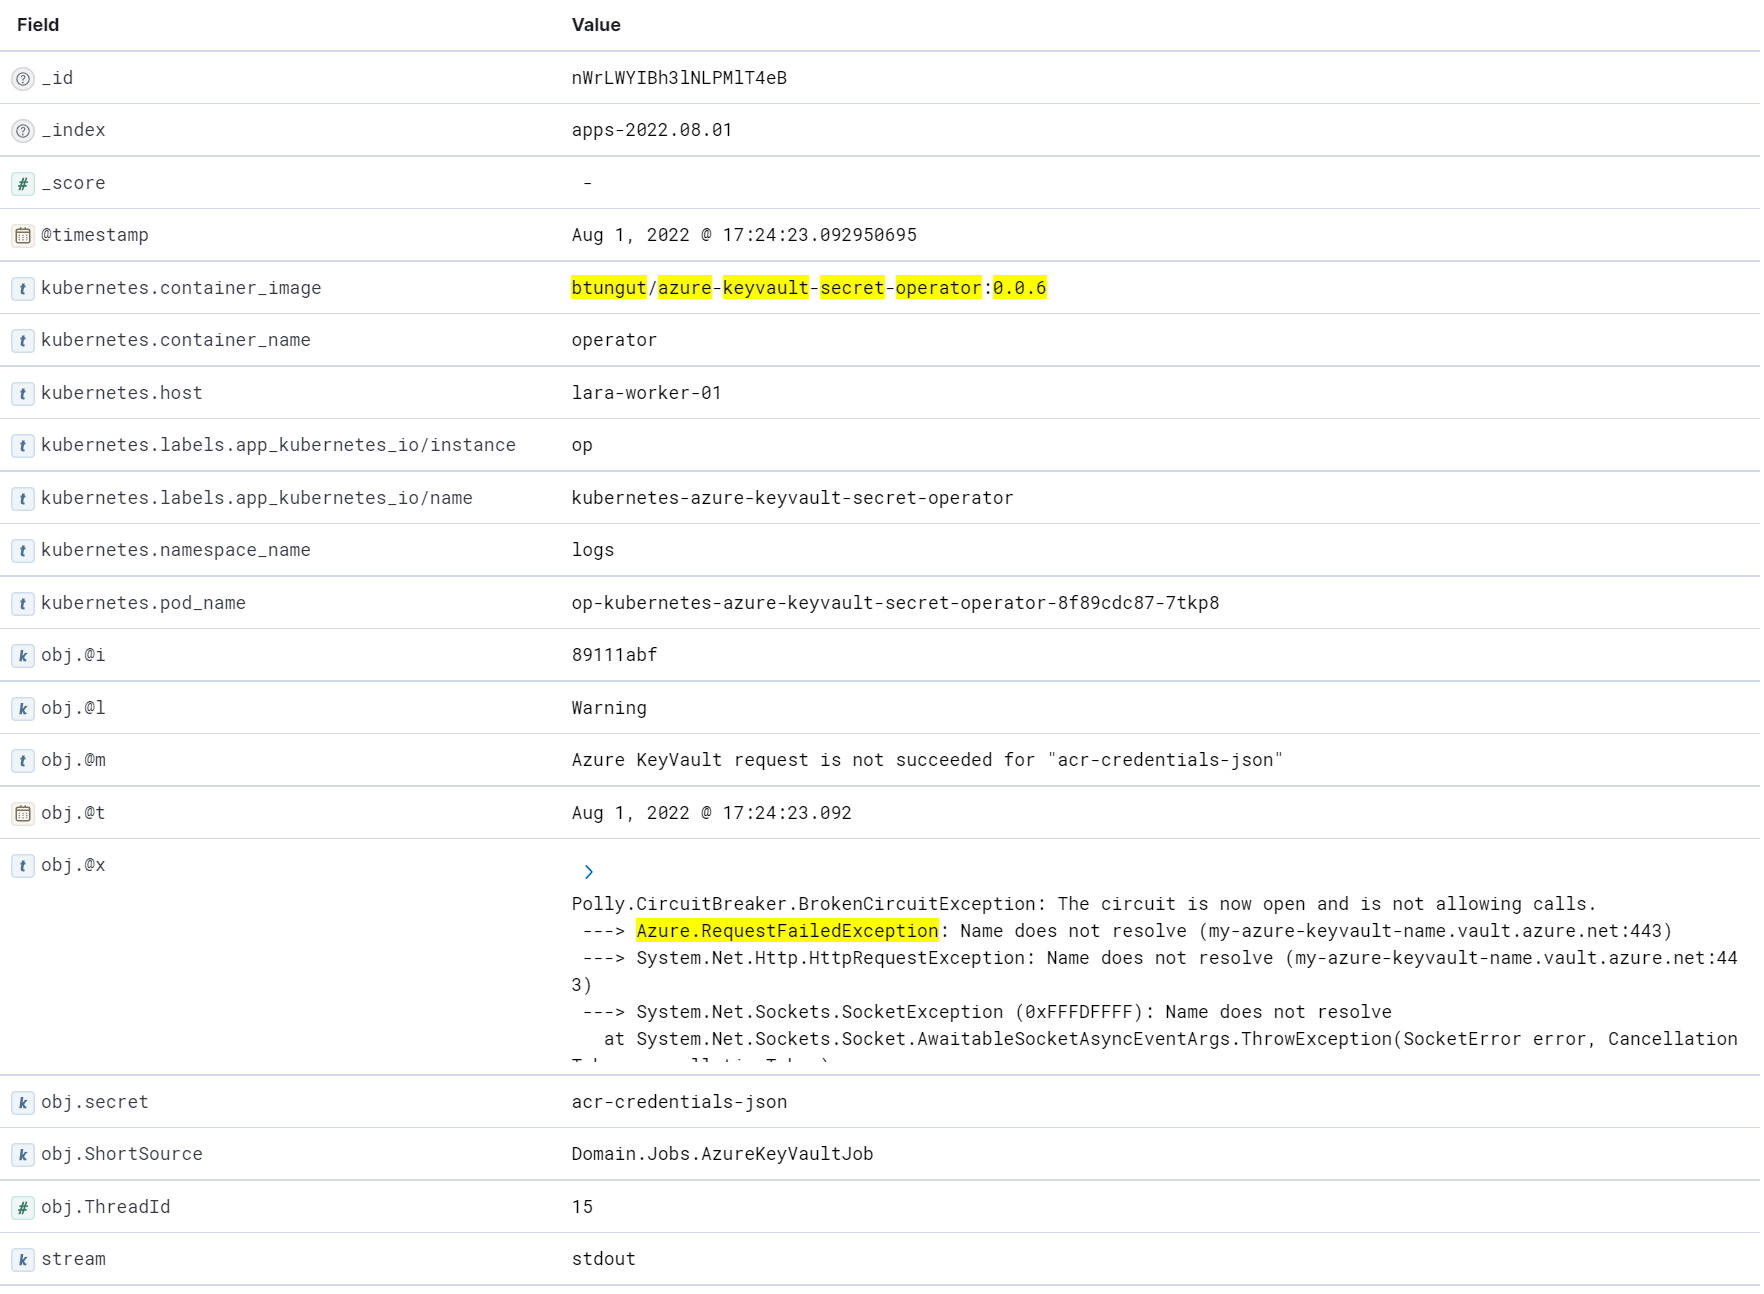 Field Value
_id nWrLWYIBh3lNLPMlT4eB
_index apps-2022.08.01
# _score -
@timestamp Aug 1, 2022 @ 17:24:23.092950695
t kubernetes.container_image btungut/azure-keyvault-secret-operator:0.0.6
t kubernetes.container_name operator
t kubernetes.host lara-worker-01
t kubernetes.labels.app_kubernetes_io/instance op
t kubernetes.labels.app_kubernetes_io/name kubernetes-azure-keyvault-secret-operator
t kubernetes.namespace_name logs
t kubernetes.pod_name op-kubernetes-azure-keyvault-secret-operator-8f89cdc87-7tkp8
k obj.@i 89111abf
k obj.@l Warning
t obj.@m Azure KeyVault request is not succeeded for "acr-credentials-json"
obj.@t Aug 1, 2022 @ 17:24:23.092
t obj.@x
Polly.CircuitBreaker.BrokenCircuitException: The circuit is now open and is not allowing calls.
---> Azure.RequestFailedException: Name does not resolve (my-azure-keyvault-name.vault.azure.net:443)
---> System.Net.Http.HttpRequestException: Name does not resolve (my-azure-keyvault-name.vault.azure.net:44
3)
---> System.Net.Sockets.SocketException (0xFFFDFFFF): Name does not resolve
at System.Net.Sockets.Socket.AwaitableSocketAsyncEventArgs.ThrowException(SocketError error, Cancellation
k obj.secret acr-credentials-json
k obj.ShortSource Domain.Jobs.AzureKeyVaultJob
# obj.ThreadId 15
k stream stdout